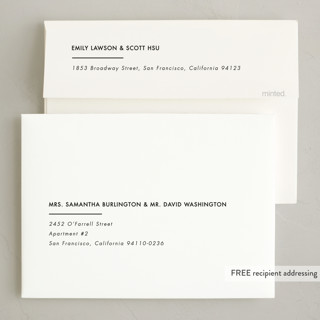 EMILY LAWSON & SCOTT HSU
1853 Broadway Street, San Francisco, California 94123
minted.
MRS. SAMANTHA BURLINGTON & MR. DAVID WASHINGTON
2452 O'Farrell Street
Apartment #2
San Francisco, California 94110-0236
FREE recipient addressing